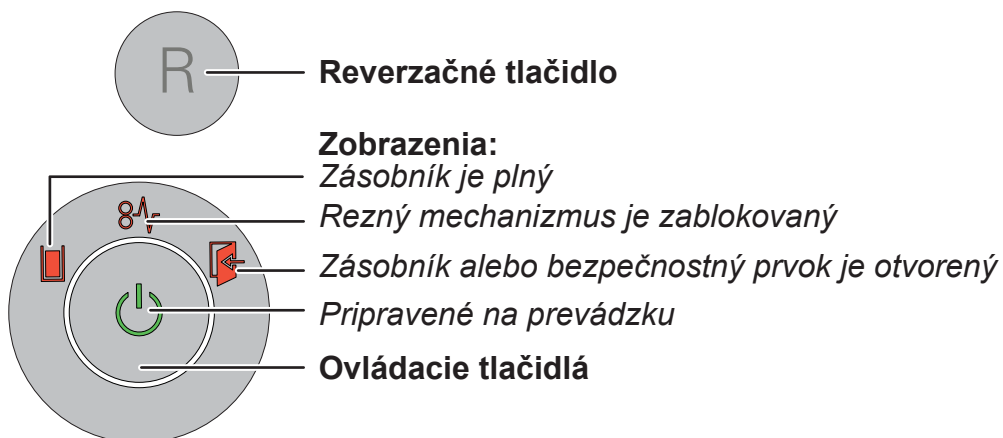 R
Reverzačné tlačidlo
Zobrazenia:
Zásobník je plný
Rezný mechanizmus je zablokovaný
Zásobník alebo bezpečnostný prvok je otvorený
Pripravené na prevádzku
Ovládacie tlačidlá